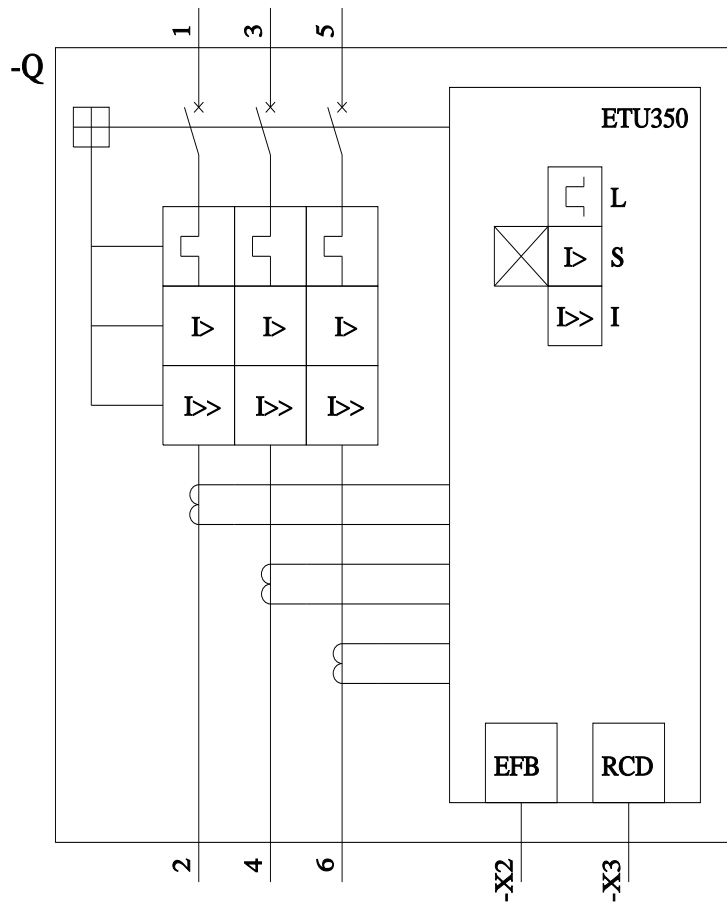 1 3 5
-Q
ETU350
L
I> S
I>> I
I> I> I>
I>> I>> I>>
EFB RCD
2 4 6 -X2 -X3